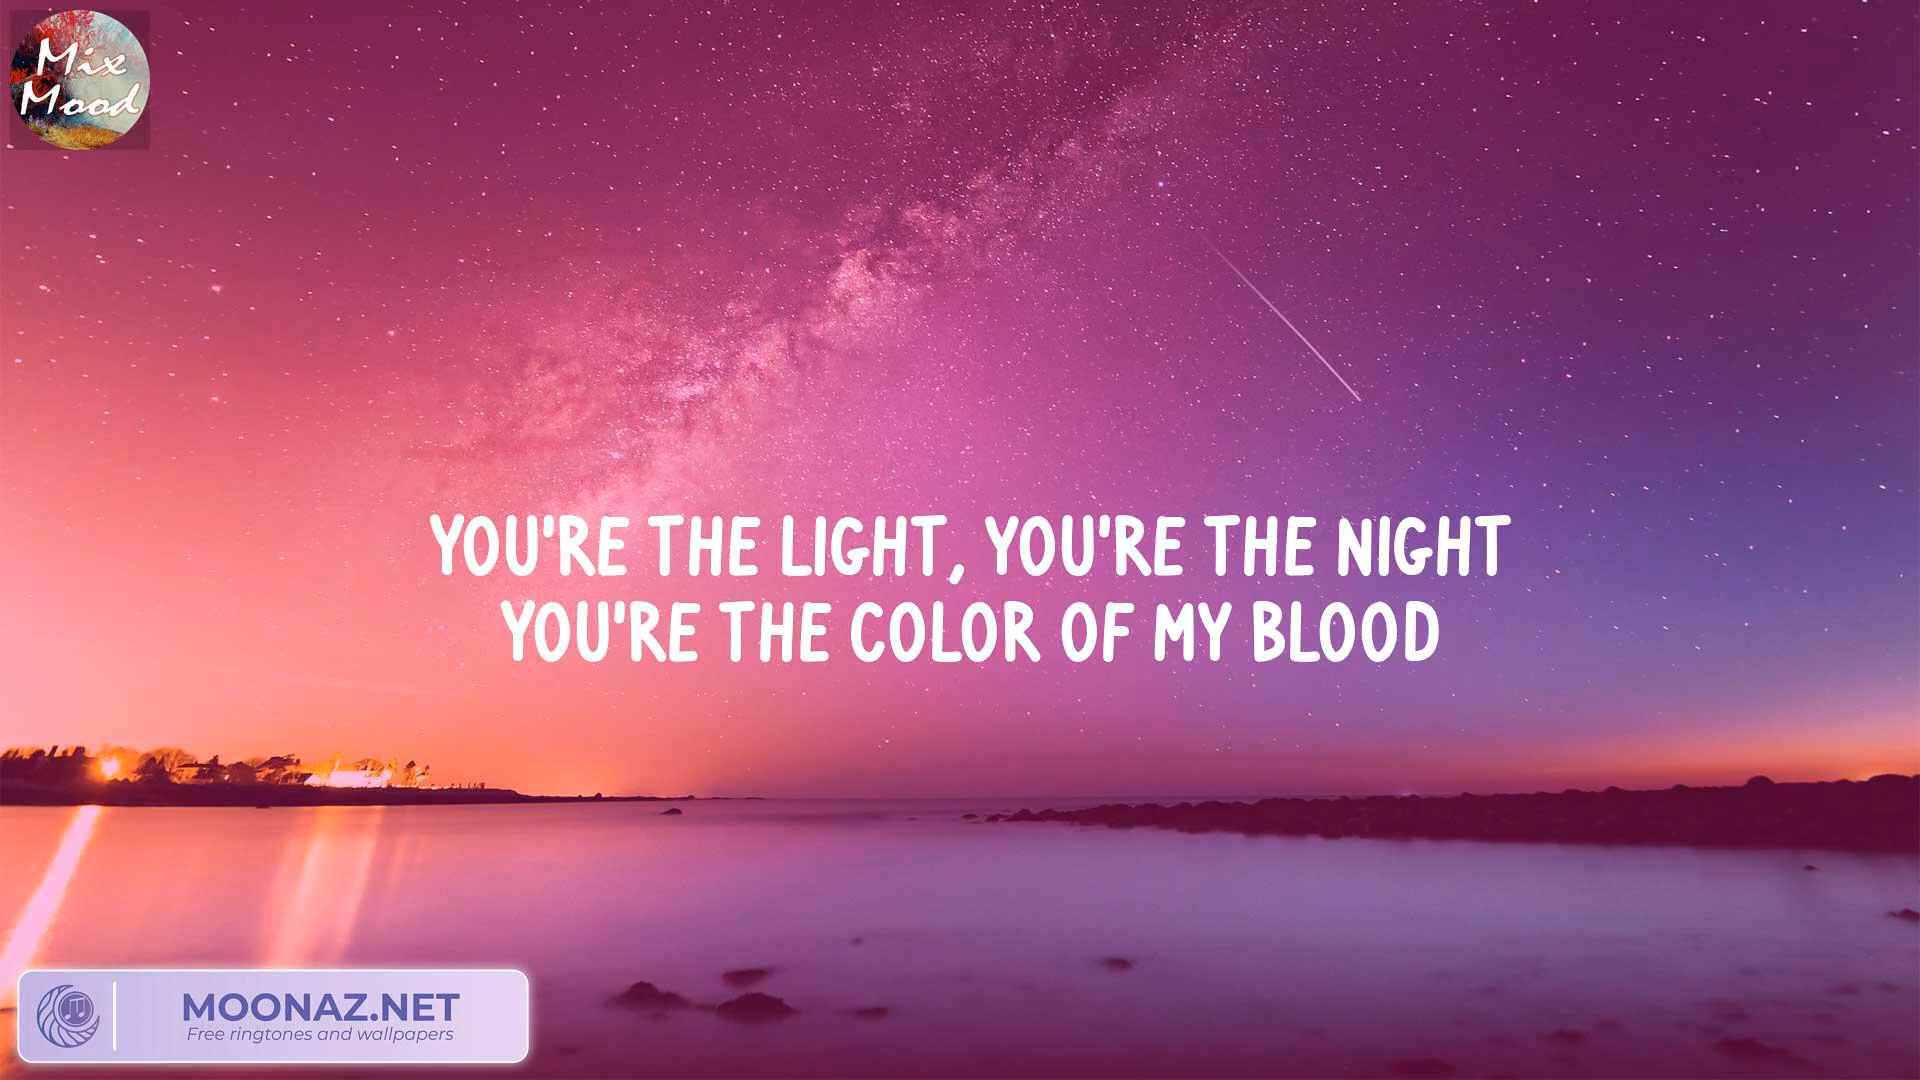 Mix
Mood
YOU'RE THE LIGHT, YOU'RE THE NIGHT
YOU'RE THE COLOR OF MY BLOOD
MOONAZ.NET
Free ringtones and wallpapers